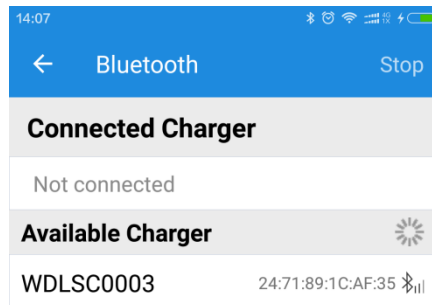 14:07
Bluetooth Stop
Connected Charger
Not connected
Available Charger
WDLSC0003 24:71:89:1C:AF:35